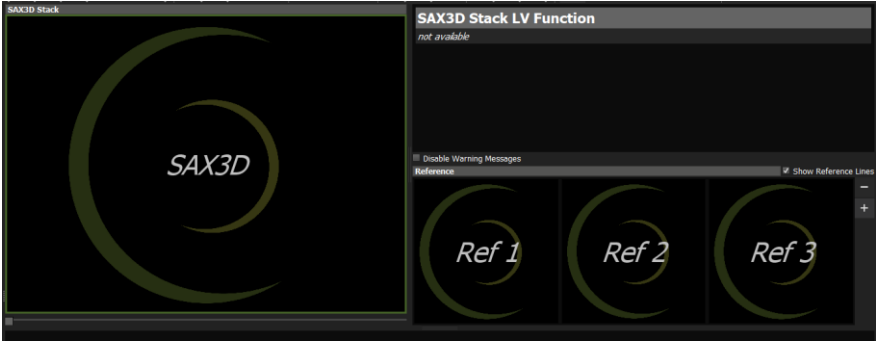 SAX3D Stack
SAX3D
SAX3D Stack LV Function
not available
Disable Warning Messages
Reference
Show Reference Lines
Ref 1
Ref 2
Ref 3
−
+